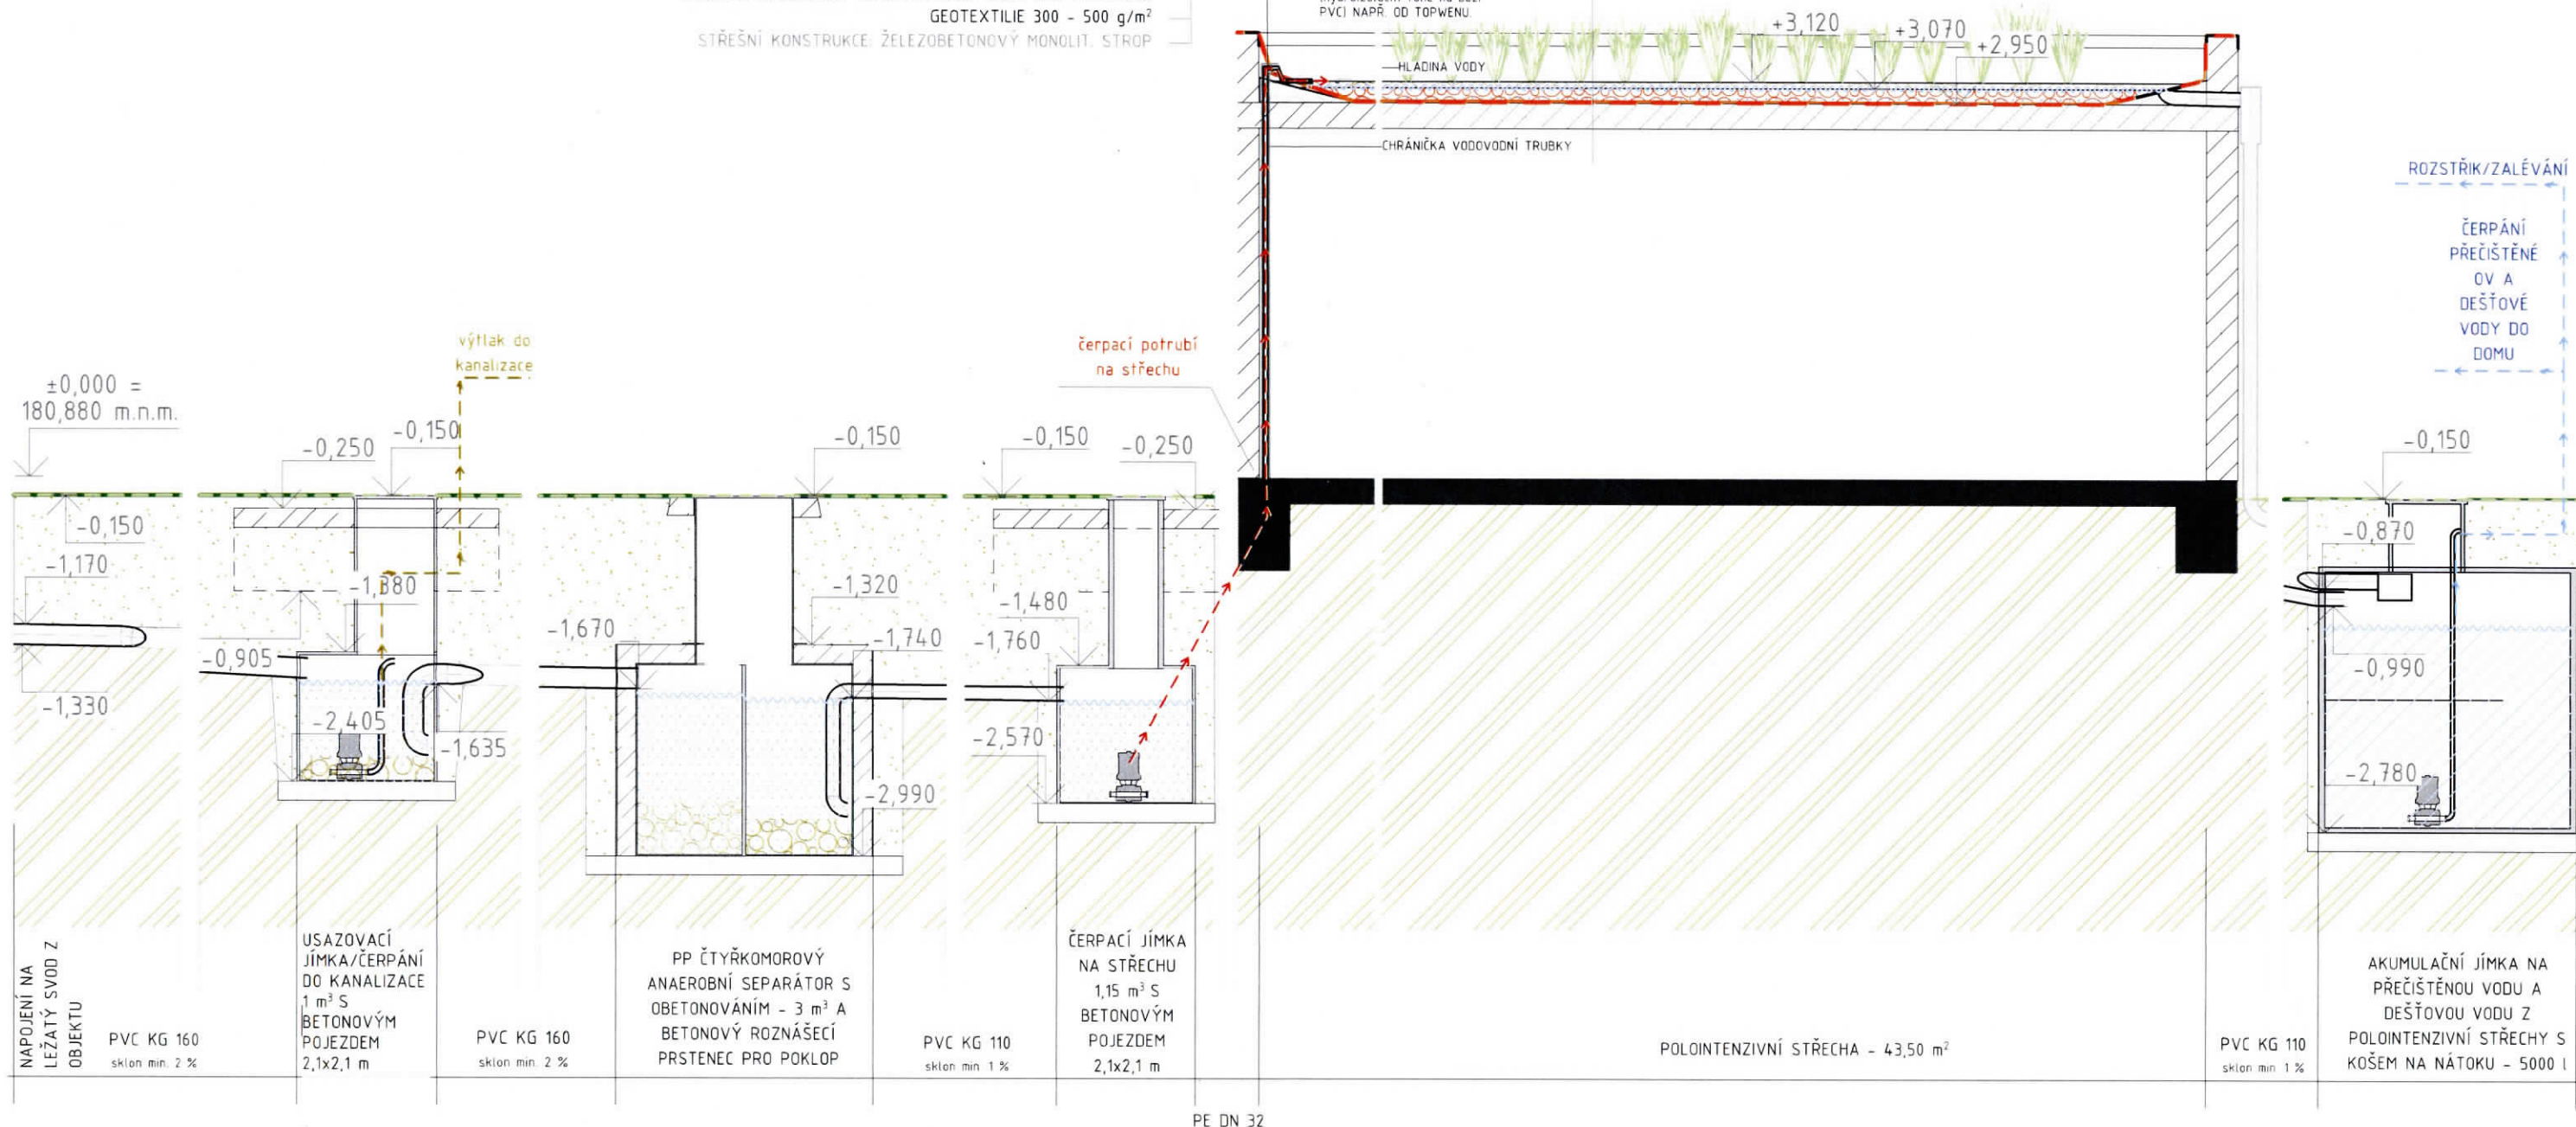 GEOTEXTILIE 300 - 500 g/m²
STŘEŠNÍ KONSTRUKCE: ŽELEZOBETONOVÝ MONOLIT. STROP
PVC) NAPŘ. OD TOPWENU.
+3,120
+3,070
+2,950
HLADINA VODY
CHRÁNIČKA VODOVODNÍ TRUBKY
ROZSTŘIK/ZALÉVÁNÍ
ČERPÁNÍ
PŘEČIŠTĚNÉ
OV A
DEŠŤOVÉ
VODY DO
DOMU
výtlak do
kanalizace
čerpací potrubí
na střechu
±0,000 =
180,880 m.n.m.
-0,250
-0,150
-0,150
-0,150
-0,250
-0,150
-0,150
-1,170
-1,330
-1,380
-0,905
-2,405
-1,635
-1,670
-1,320
-1,740
-2,990
-1,480
-1,760
-2,570
-0,870
-0,990
-2,780
NAPOJENÍ NA
LEŽATÝ SVOD Z
OBJEKTU
PVC KG 160
sklon min. 2 %
USAZOVACÍ
JÍMKA/ČERPÁNÍ
DO KANALIZACE
1 m³ S
BETONOVÝM
POJEZDEM
2,1x2,1 m
PVC KG 160
sklon min. 2 %
PP ČTYŘKOMOROVÝ
ANAEROBNÍ SEPARÁTOR S
OBETONOVÁNÍM - 3 m³ A
BETONOVÝ ROZNÁŠECÍ
PRSTENEC PRO POKLOP
PVC KG 110
sklon min 1 %
ČERPACÍ JÍMKA
NA STŘECHU
1,15 m³ S
BETONOVÝM
POJEZDEM
2,1x2,1 m
PE DN 32
POLOINTENZIVNÍ STŘECHA - 43,50 m²
PVC KG 110
sklon min 1 %
AKUMULAČNÍ JÍMKA NA
PŘEČIŠTĚNOU VODU A
DEŠŤOVOU VODU Z
POLOINTENZIVNÍ STŘECHY S
KOŠEM NA NÁTOKU - 5000 l